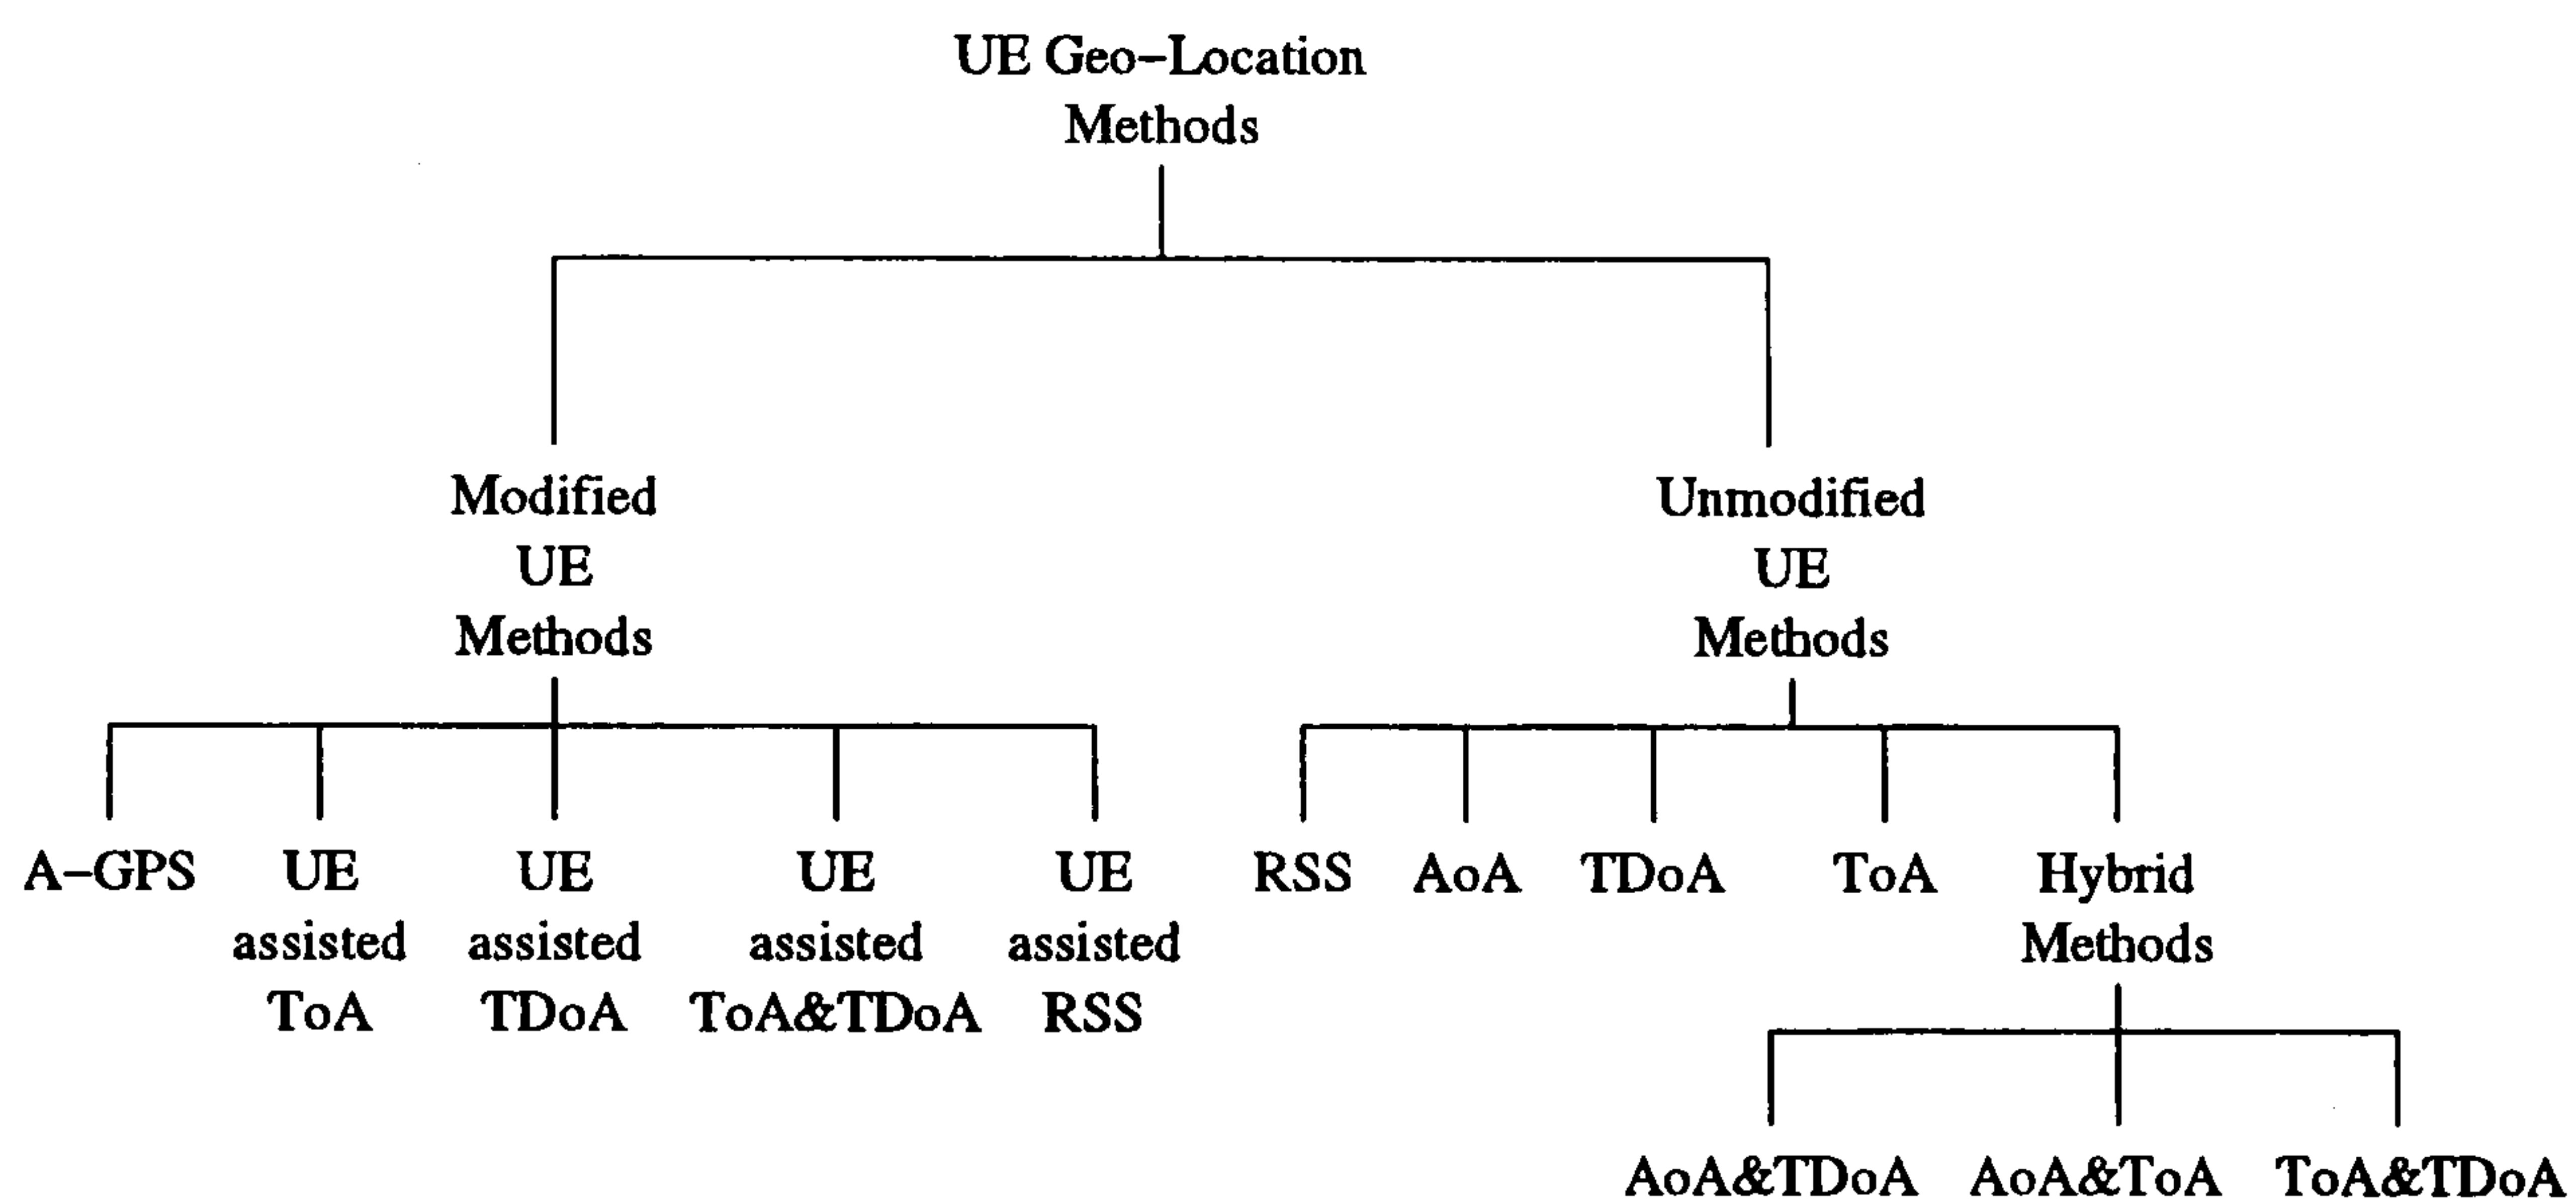 UE Geo–Location
Methods
Modified
UE
Methods
Unmodified
UE
Methods
A–GPS
UE
assisted
ToA
UE
assisted
TDoA
UE
assisted
ToA&TDoA
UE
assisted
RSS
RSS
AoA
TDoA
ToA
Hybrid
Methods
AoA&TDoA
AoA&ToA
ToA&TDoA